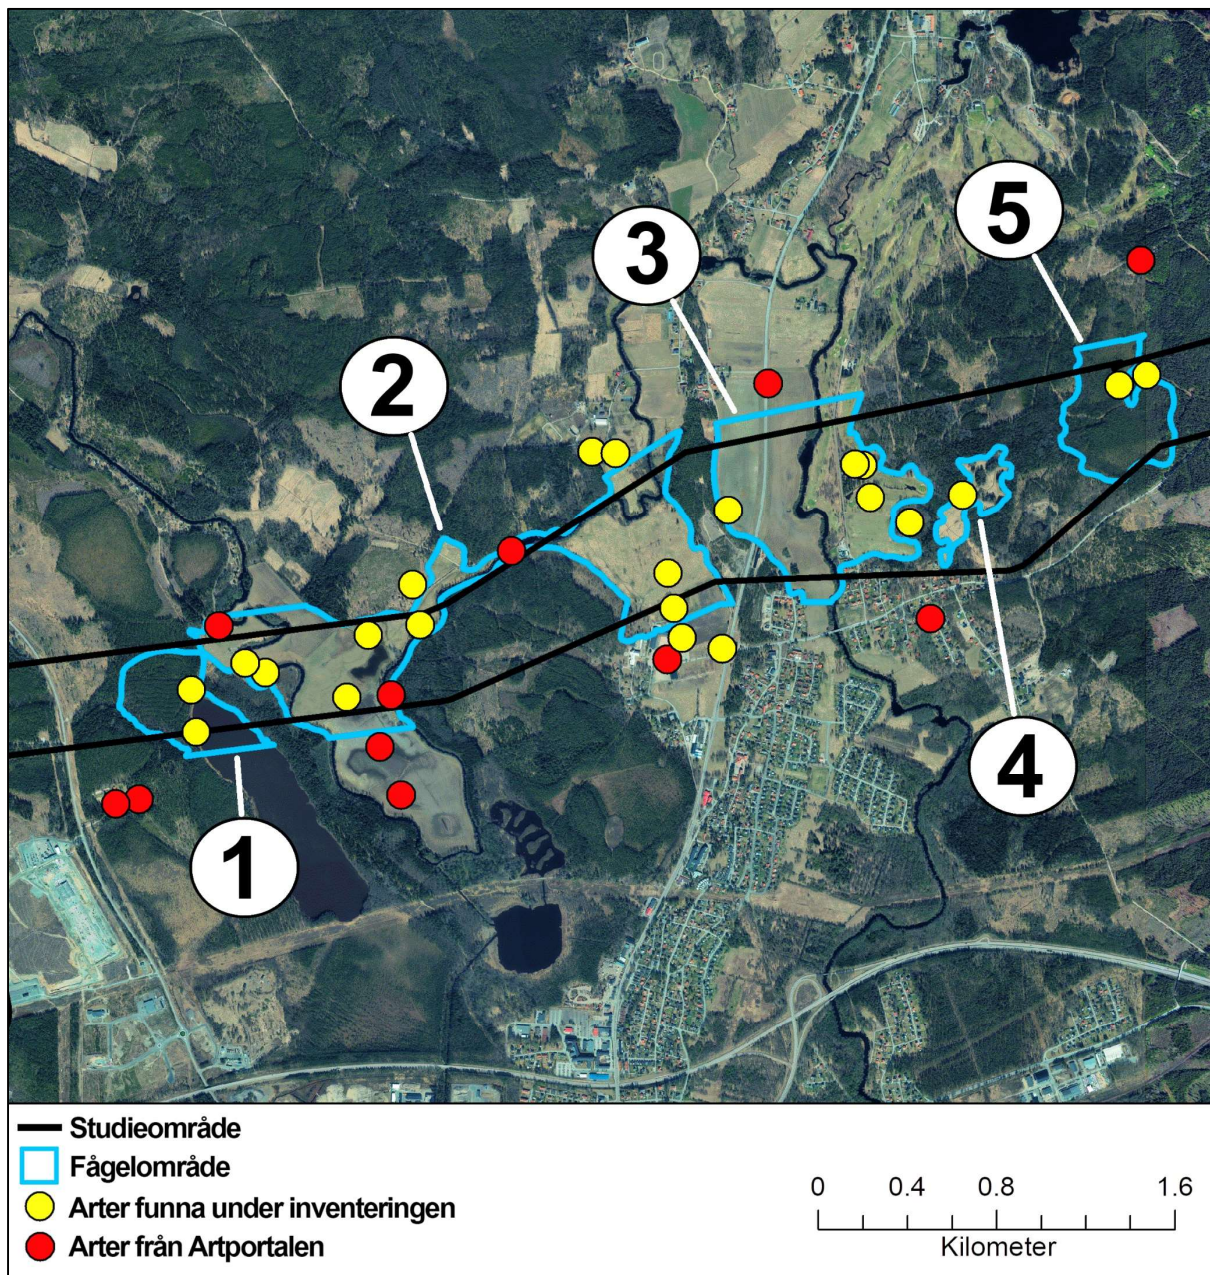 5
3
2
4
1
Studieområde
Fågelområde
Arter funna under inventeringen
Arter från Artportalen
0 0.4 0.8 1.6
Kilometer